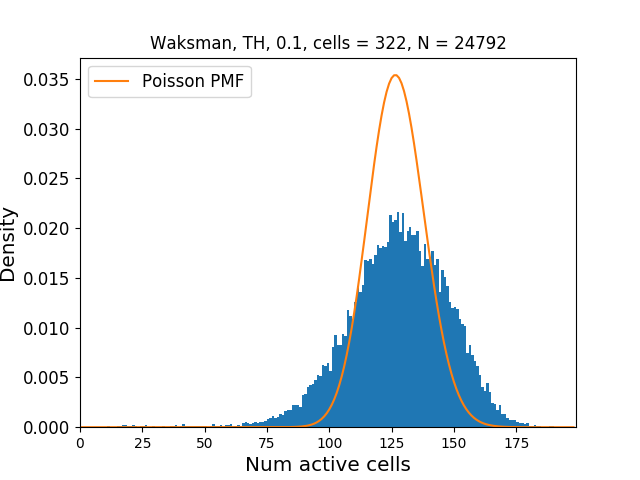 Waksman, TH, 0.1, cells = 322, N = 24792
Poisson PMF
0.035
0.030
0.025
0.020
0.015
0.010
0.005
0.000
Density
0 25 50 75 100 125 150 175
Num active cells